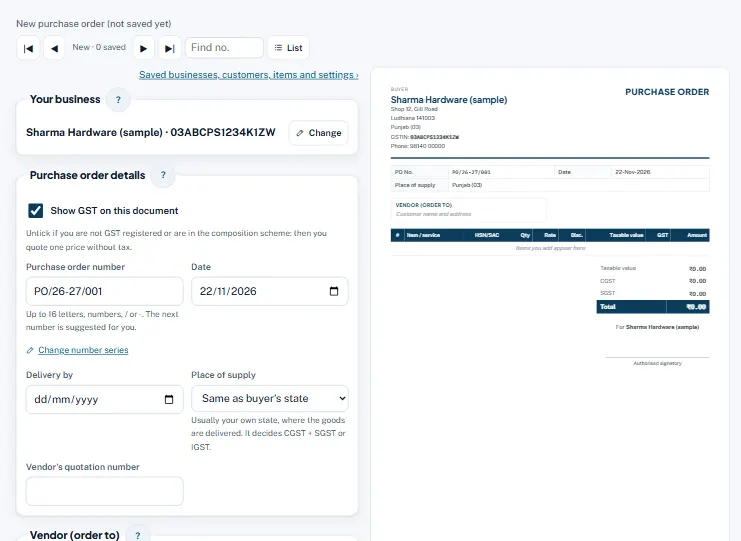 New purchase order (not saved yet)
New · 0 saved
Find no.
List
Saved businesses, customers, items and settings ›
Your business ?
Sharma Hardware (sample) · 03ABCPS1234K1ZW
Change
Purchase order details ?
Show GST on this document
Untick if you are not GST registered or are in the composition scheme: then you
quote one price without tax.
Purchase order number
Date
PO/26-27/001
22/11/2026
Up to 16 letters, numbers, / or -. The next
number is suggested for you.
Change number series
Delivery by
Place of supply
dd/mm/yyyy
Same as buyer's state
Usually your own state, where the goods
are delivered. It decides CGST + SGST or
IGST.
Vendor's quotation number
Vendor (order to) ?
BUYER
Sharma Hardware (sample)
PURCHASE ORDER
Shop 12, Gill Road
Ludhiana 141003
Punjab (03)
GSTIN: 03ABCPS1234K1ZW
Phone: 98140 00000
PO No. PO/26-27/001 Date 22-Nov-2026
Place of supply Punjab (03)
VENDOR (ORDER TO)
Customer name and address
# Item / service HSN/SAC Qty Rate Disc. Taxable value GST Amount
Items you add appear here
Taxable value ₹0.00
CGST ₹0.00
SGST ₹0.00
Total ₹0.00
For Sharma Hardware (sample)
Authorised signatory